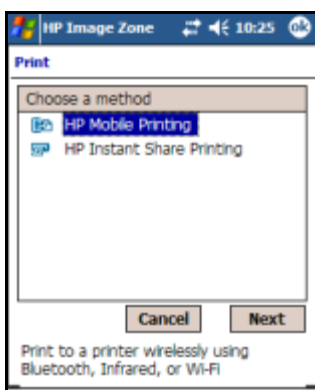 HP Image Zone 10:25 ok
Print
Choose a method
HP Mobile Printing
HP Instant Share Printing
Cancel Next
Print to a printer wirelessly using
Bluetooth, Infrared, or Wi-Fi